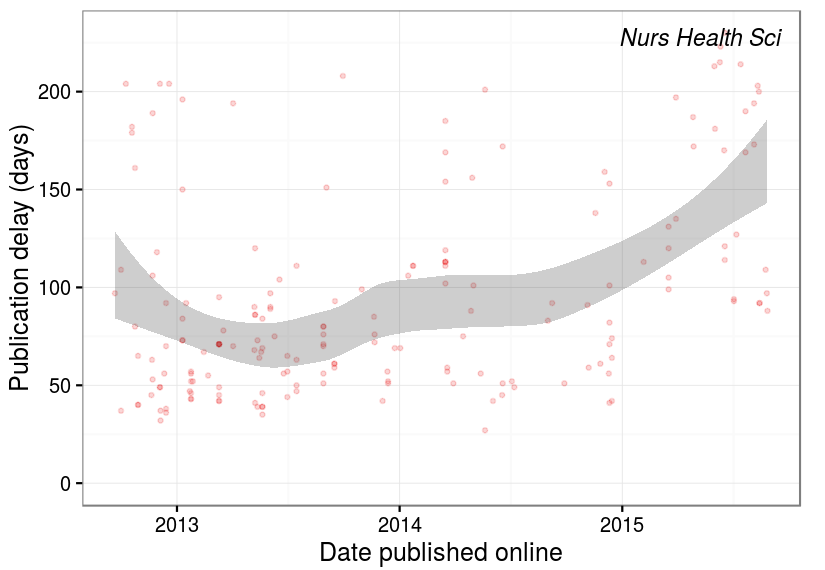 Nurs Health Sci
Publication delay (days)
200
150
100
50
0
2013 2014 2015
Date published online